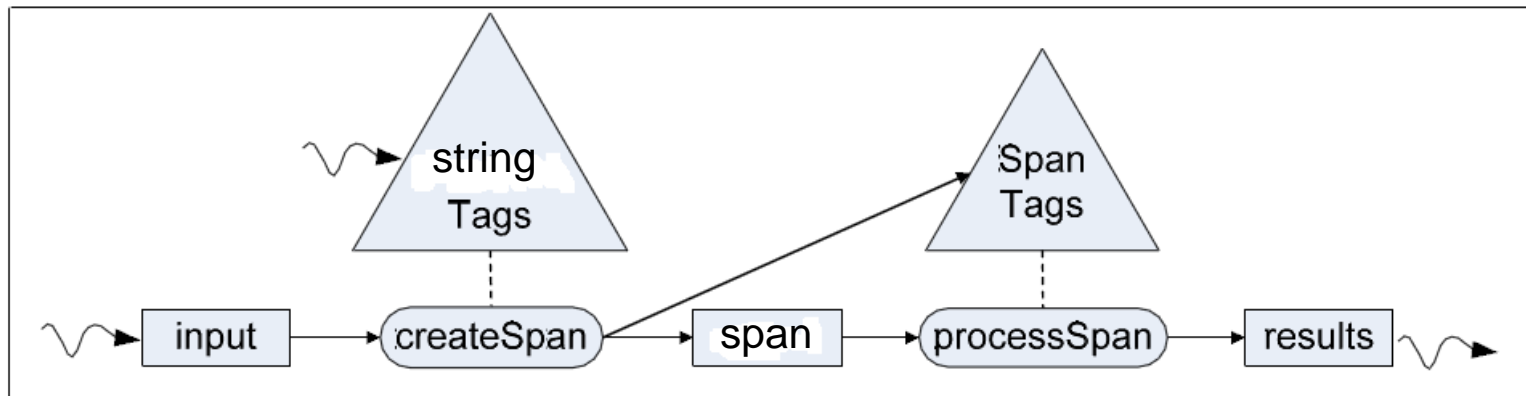 string
Tags
Span
Tags
input
createSpan
span
processSpan
results